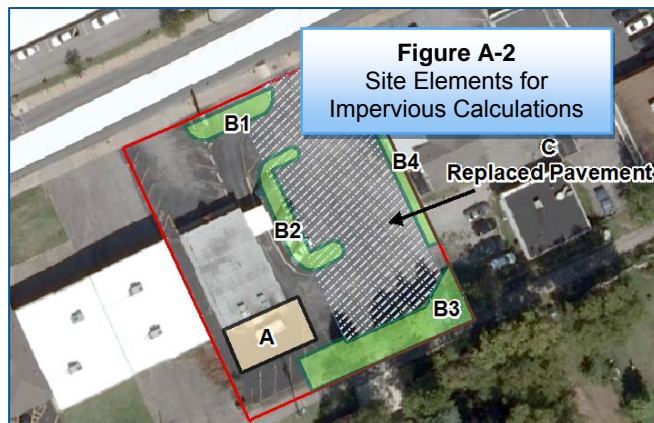 Figure A-2
Site Elements for
Impervious Calculations
B1
B4
C
Replaced Pavement
B2
B3
A